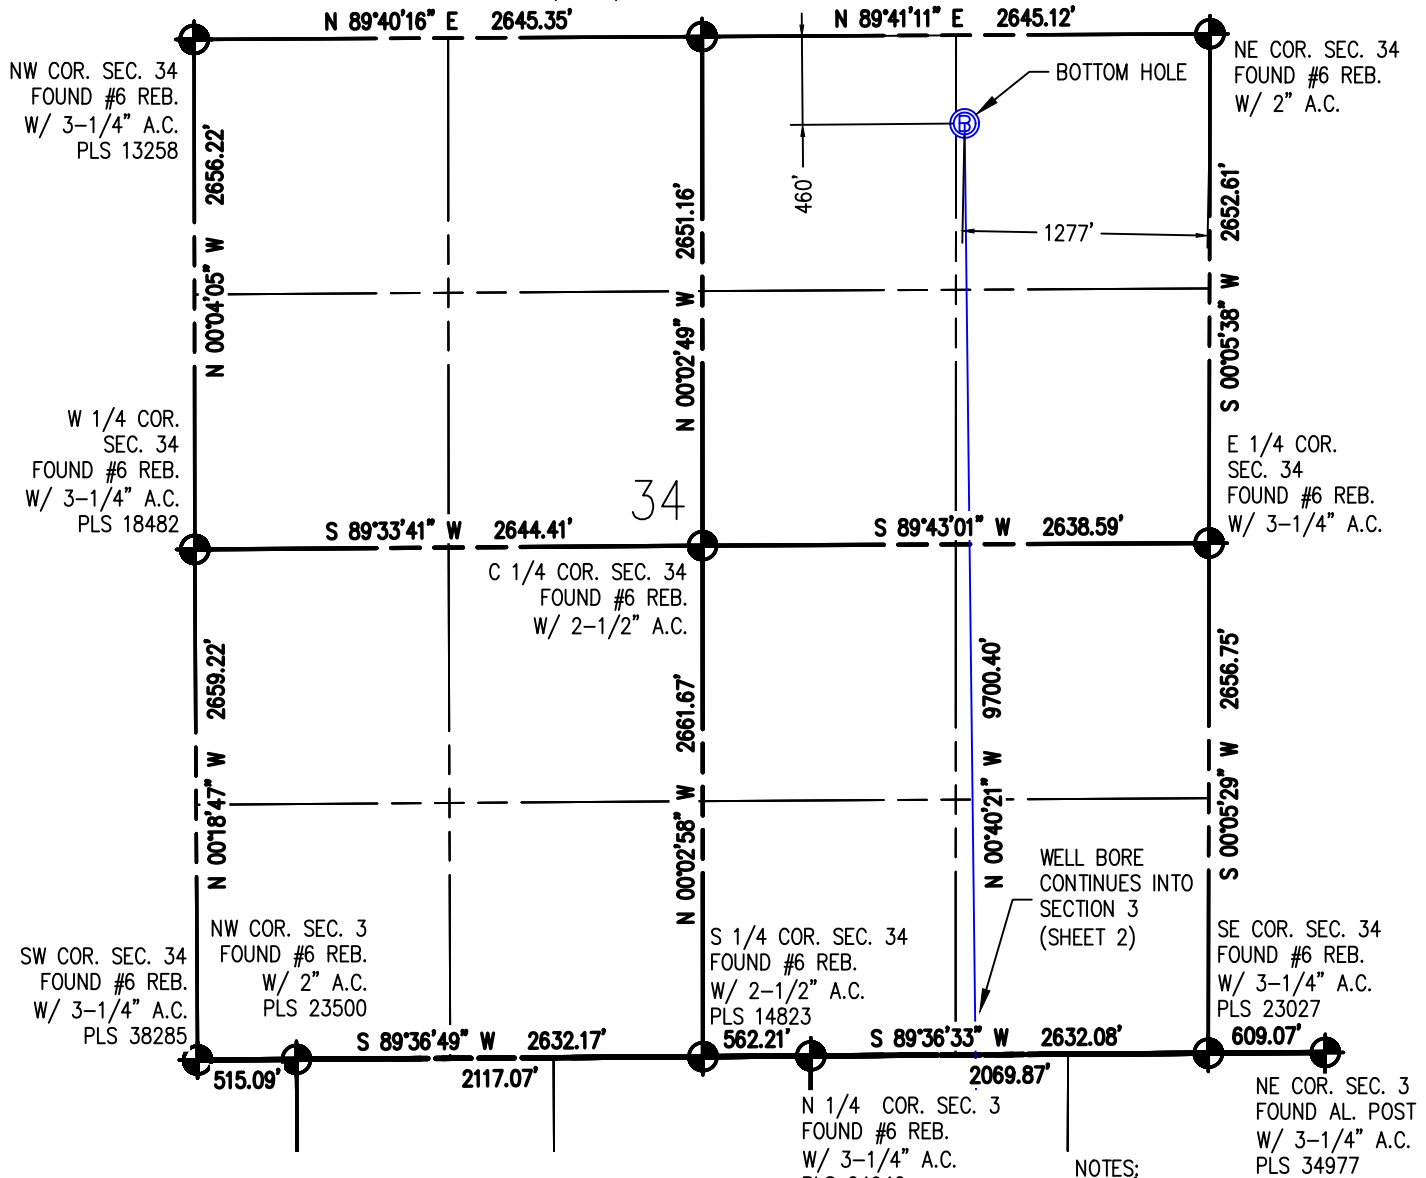 N 89°40'16" E 2645.35'
N 89°41'11" E 2645.12'
NW COR. SEC. 34
FOUND #6 REB.
W/ 3-1/4" A.C.
PLS 13258
BOTTOM HOLE
NE COR. SEC. 34
FOUND #6 REB.
W/ 2" A.C.
B
460'
1277'
N 00°04'05" W 2656.22'
N 00°02'49" W 2651.16'
S 00°05'38" W 2652.61'
W 1/4 COR.
SEC. 34
FOUND #6 REB.
W/ 3-1/4" A.C.
PLS 18482
34
E 1/4 COR.
SEC. 34
FOUND #6 REB.
W/ 3-1/4" A.C.
S 89°33'41" W 2644.41'
S 89°43'01" W 2638.59'
C 1/4 COR. SEC. 34
FOUND #6 REB.
W/ 2-1/2" A.C.
N 00°18'47" W 2659.22'
N 00°02'58" W 2661.67'
N 00°40'21" W 9700.40'
S 00°05'29" W 2656.75'
WELL BORE
CONTINUES INTO
SECTION 3
(SHEET 2)
SW COR. SEC. 34
FOUND #6 REB.
W/ 3-1/4" A.C.
PLS 38285
NW COR. SEC. 3
FOUND #6 REB.
W/ 2" A.C.
PLS 23500
S 1/4 COR. SEC. 34
FOUND #6 REB.
W/ 2-1/2" A.C.
PLS 14823
SE COR. SEC. 34
FOUND #6 REB.
W/ 3-1/4" A.C.
PLS 23027
S 89°36'49" W 2632.17'
562.21'
S 89°36'33" W 2632.08'
609.07'
515.09'
2117.07'
2069.87'
N 1/4 COR. SEC. 3
FOUND #6 REB.
W/ 3-1/4" A.C.
NE COR. SEC. 3
FOUND AL. POST
W/ 3-1/4" A.C.
PLS 34977
NOTES;